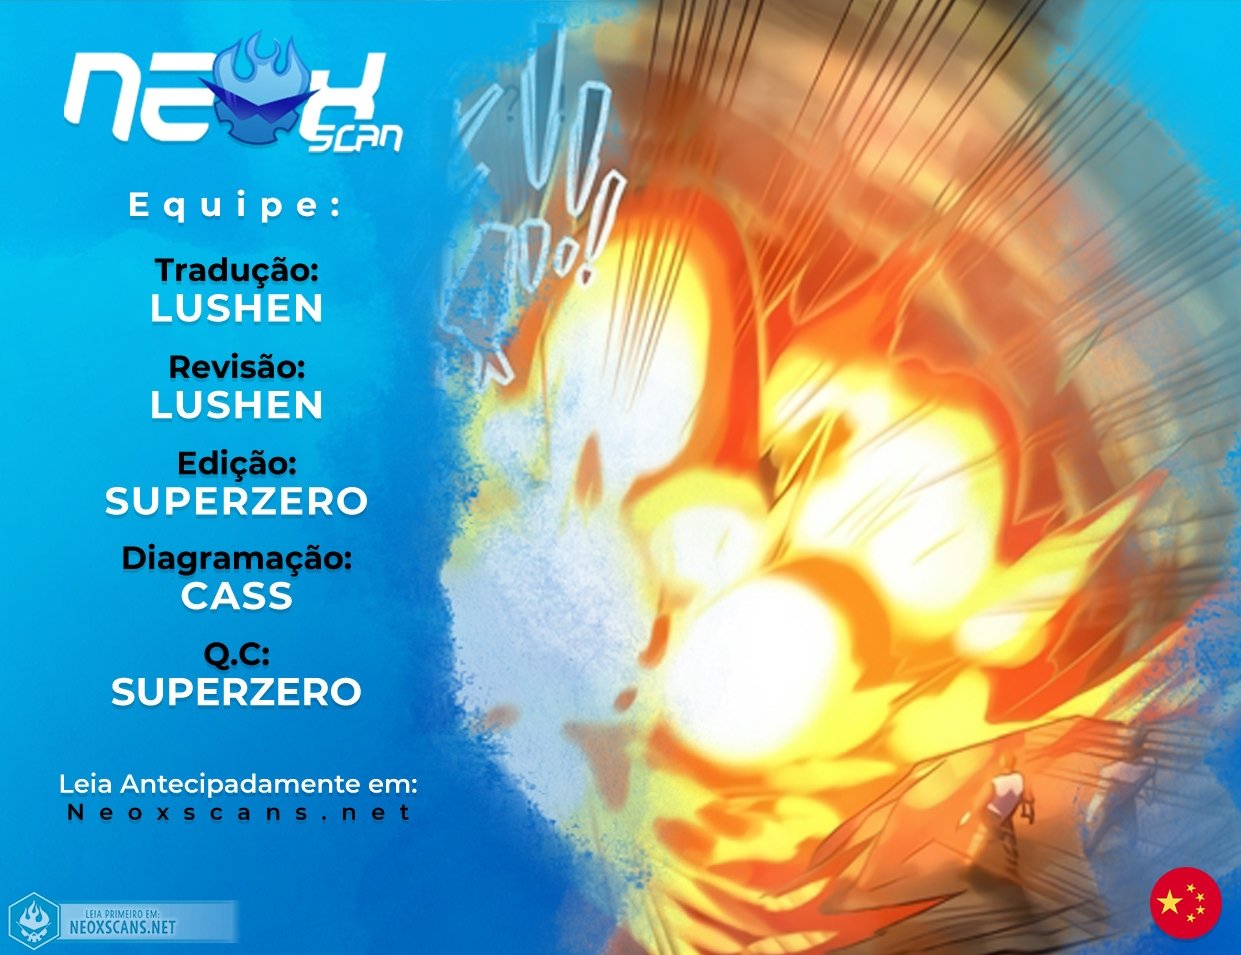 NEOX
SCAN
Equipe:
Tradução:
LUSHEN
Revisão:
LUSHEN
Edição:
SUPERZERO
Diagramação:
CASS
Q.C:
SUPERZERO
Leia Antecipadamente em:
Neoxscans.net
LEIA PRIMEIRO EM:
NEOXSCANS.NET